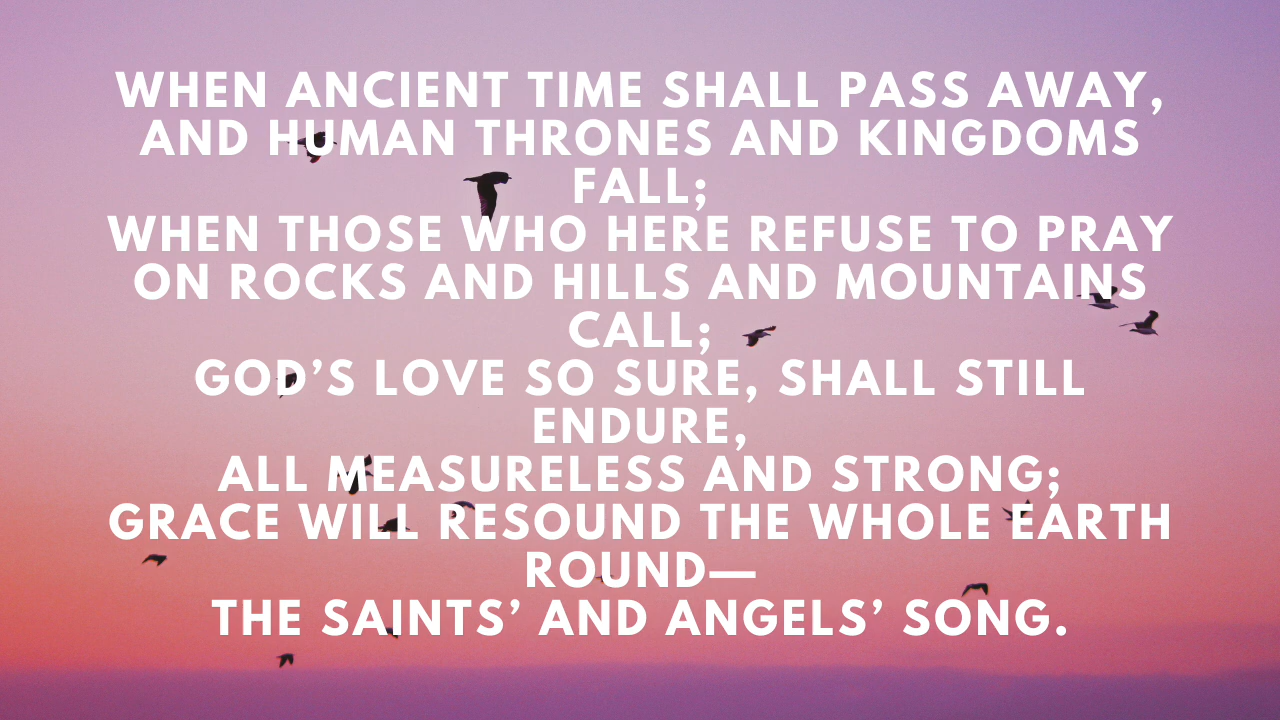 WHEN ANCIENT TIME SHALL PASS AWAY,
AND HUMAN THRONES AND KINGDOMS
FALL;
WHEN THOSE WHO HERE REFUSE TO PRAY
ON ROCKS AND HILLS AND MOUNTAINS
CALL;
GOD’S LOVE SO SURE, SHALL STILL
ENDURE,
ALL MEASURELESS AND STRONG;
GRACE WILL RESOUND THE WHOLE EARTH
ROUND—
THE SAINTS’ AND ANGELS’ SONG.